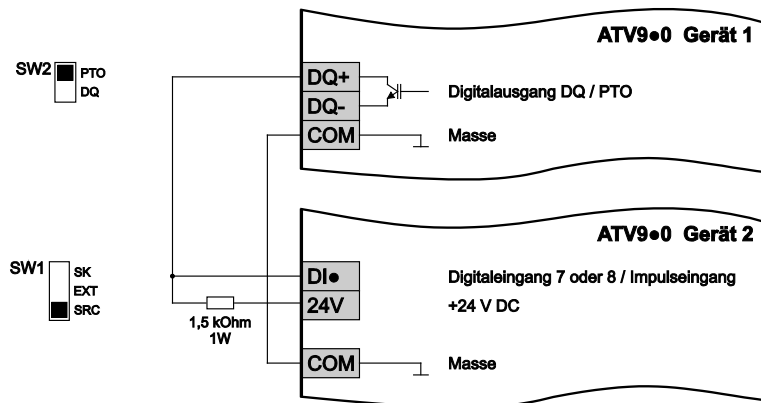 ATV9●0 Gerät 1
SW2
PTO
DQ
DQ+
DQ-
COM
Digitalausgang DQ / PTO
Masse
ATV9●0 Gerät 2
SW1
SK
EXT
SRC
DI●
24V
COM
Digitaleingang 7 oder 8 / Impulseingang
+24 V DC
1,5 kOhm
1W
Masse